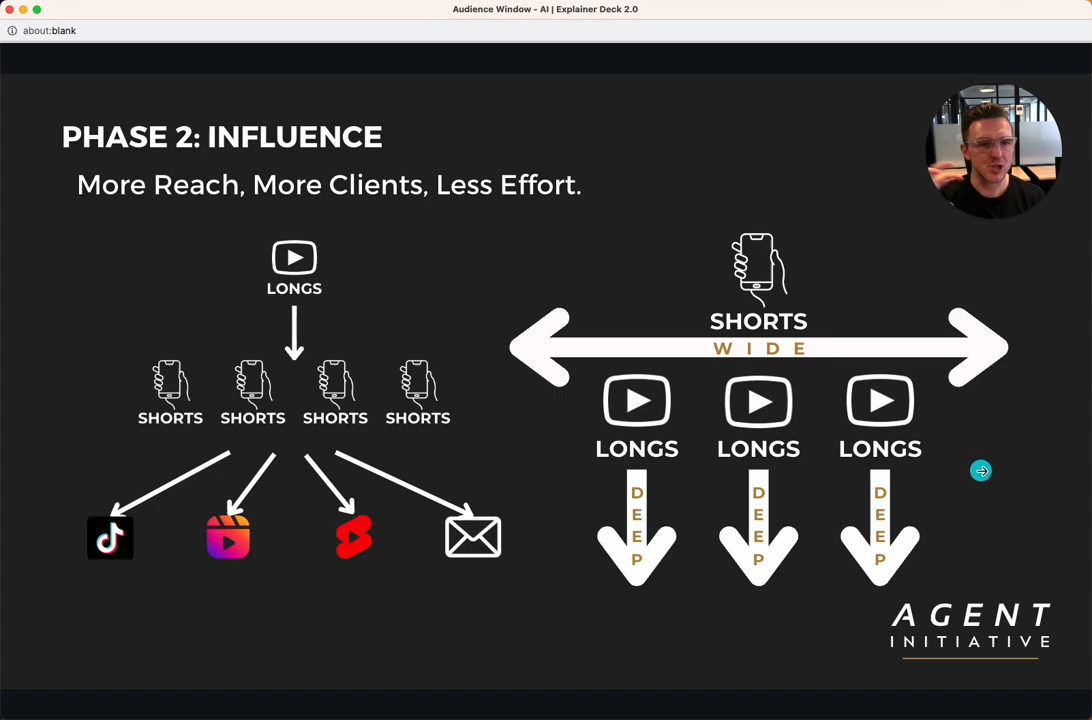 Audience Window - AI | Explainer Deck 2.0
about:blank
PHASE 2: INFLUENCE
More Reach, More Clients, Less Effort.
LONGS
SHORTS
SHORTS
SHORTS
SHORTS
SHORTS
WIDE
LONGS
LONGS
LONGS
DEEP
DEEP
DEEP
AGENT
INITIATIVE